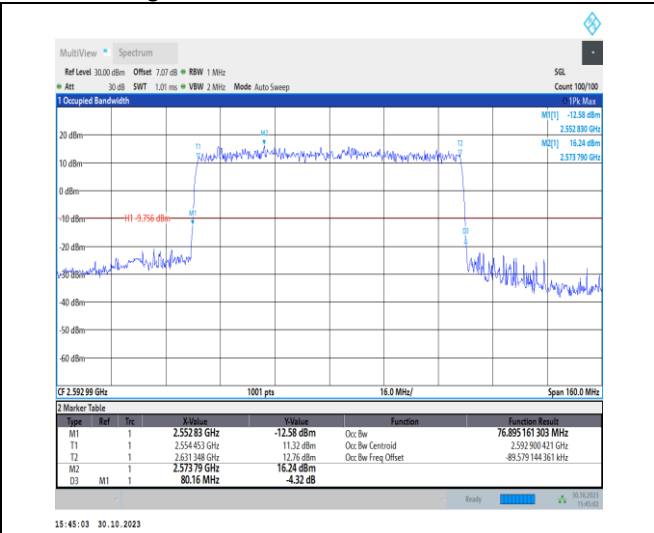 MultiView Spectrum
Ref Level 30.00 dBm Offset 7.07 dB RBW 1 MHz SGL
Att 30 dB SWT 1.01 ms VBW 2 MHz Mode Auto Sweep Count 100/100
1 Occupied Bandwidth 1Pk Max
M1[1] -12.58 dBm
2.552 830 GHz
M2[1] 16.24 dBm
2.573 790 GHz
20 dBm
M2
T1
T2
10 dBm
0 dBm
-10 dBm
H1 -9.756 dBm
M1
D3
-20 dBm
-30 dBm
-40 dBm
-50 dBm
-60 dBm
CF 2.592 99 GHz 1001 pts 16.0 MHz/ Span 160.0 MHz
2 Marker Table
Type Ref Trc X-Value Y-Value Function Function Result
M1 1 2.552 83 GHz -12.58 dBm Occ Bw 76.895 161 303 MHz
T1 1 2.554 453 GHz 11.32 dBm Occ Bw Centroid 2.592 900 421 GHz
T2 1 2.631 348 GHz 12.76 dBm Occ Bw Freq Offset -89.579 144 361 kHz
M2 1 2.573 79 GHz 16.24 dBm
D3 M1 1 80.16 MHz -4.32 dB
Ready 30.10.2023
15:45:02
15:45:03 30.10.2023